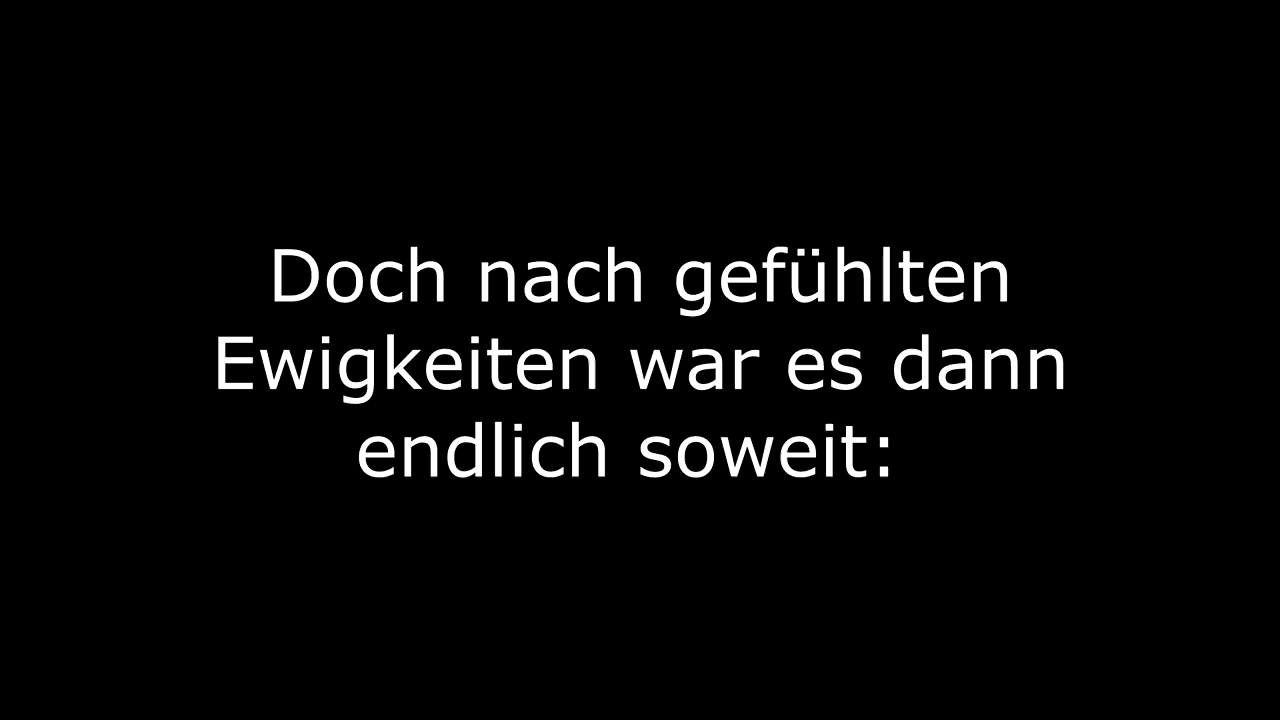 Doch nach gefühlten
Ewigkeiten war es dann
endlich soweit: